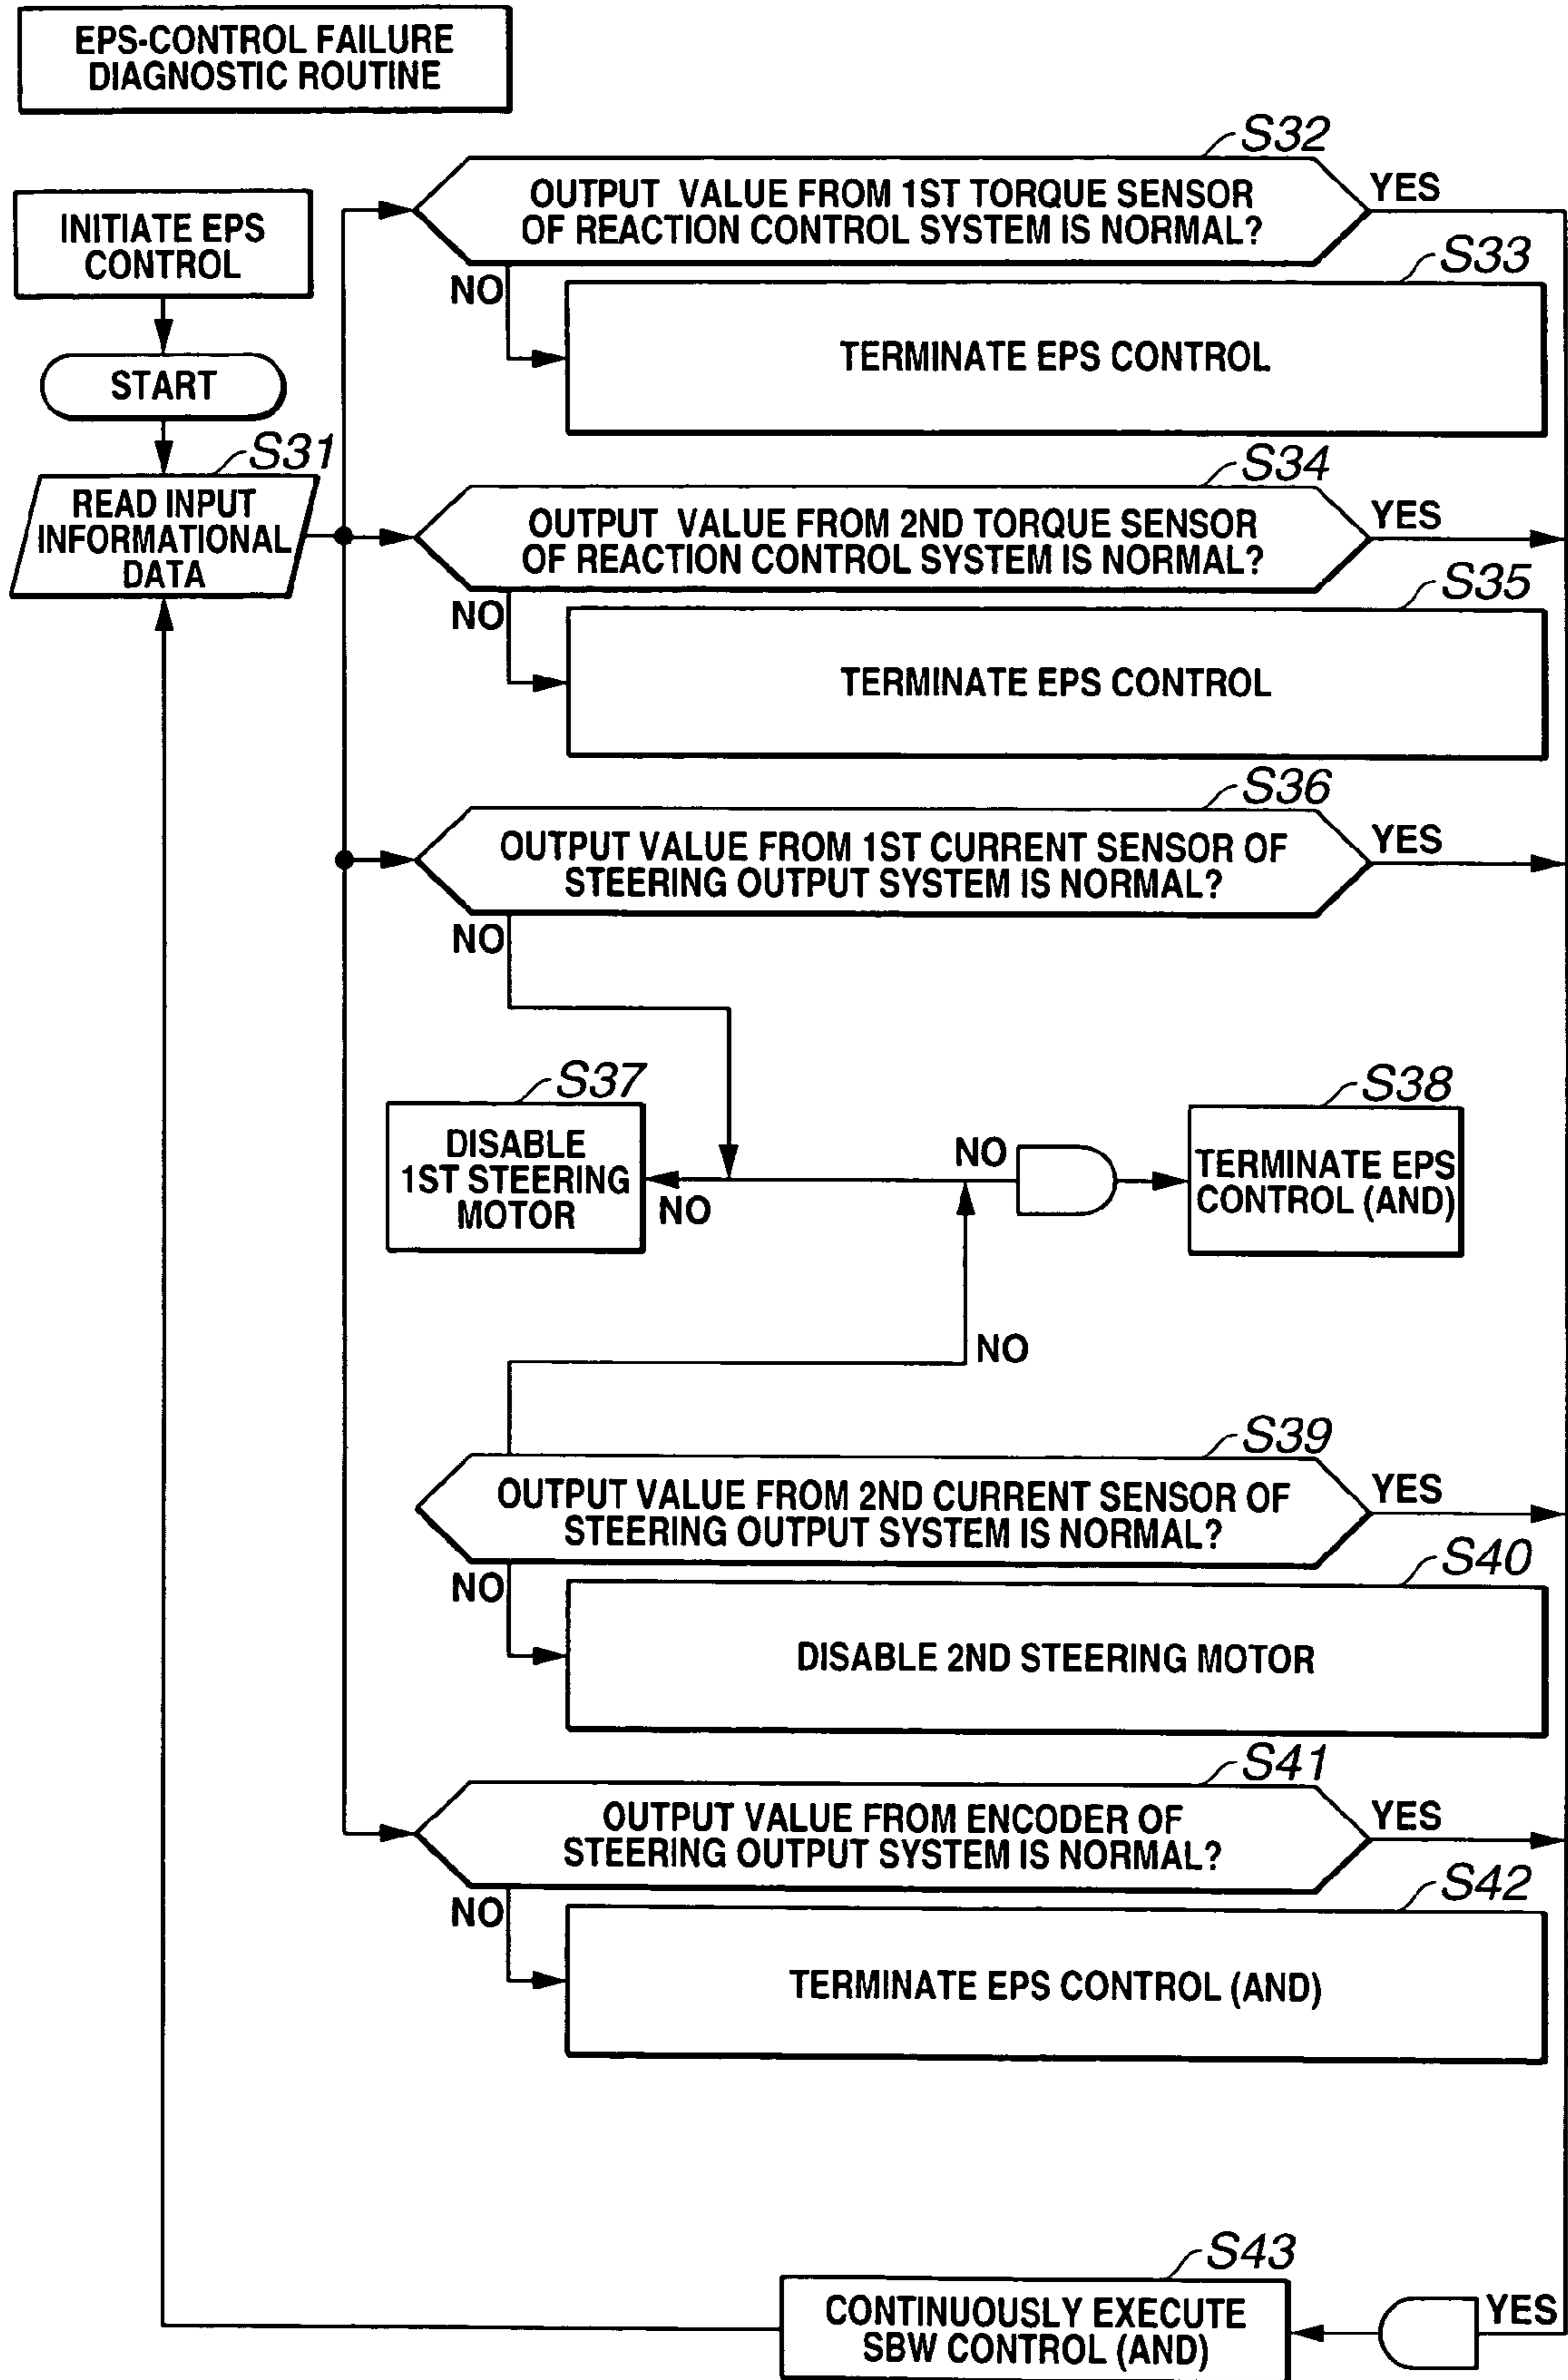 EPS-CONTROL FAILURE
DIAGNOSTIC ROUTINE
INITIATE EPS
CONTROL
START
S31
READ INPUT
INFORMATIONAL
DATA
S32
OUTPUT VALUE FROM 1ST TORQUE SENSOR
OF REACTION CONTROL SYSTEM IS NORMAL?
YES
NO
S33
TERMINATE EPS CONTROL
S34
OUTPUT VALUE FROM 2ND TORQUE SENSOR
OF REACTION CONTROL SYSTEM IS NORMAL?
YES
NO
S35
TERMINATE EPS CONTROL
S36
OUTPUT VALUE FROM 1ST CURRENT SENSOR OF
STEERING OUTPUT SYSTEM IS NORMAL?
YES
NO
S37
DISABLE
1ST STEERING
MOTOR
NO
NO
S38
TERMINATE EPS
CONTROL (AND)
NO
S39
OUTPUT VALUE FROM 2ND CURRENT SENSOR OF
STEERING OUTPUT SYSTEM IS NORMAL?
YES
NO
S40
DISABLE 2ND STEERING MOTOR
S41
OUTPUT VALUE FROM ENCODER OF
STEERING OUTPUT SYSTEM IS NORMAL?
YES
NO
S42
TERMINATE EPS CONTROL (AND)
S43
CONTINUOUSLY EXECUTE
SBW CONTROL (AND)
YES